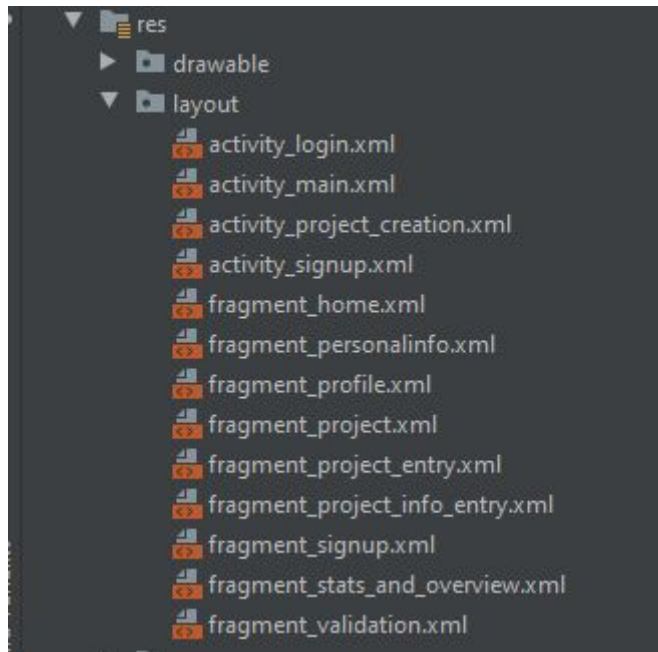 res
drawable
layout
activity_login.xml
activity_main.xml
activity_project_creation.xml
activity_signup.xml
fragment_home.xml
fragment_personalinfo.xml
fragment_profile.xml
fragment_project.xml
fragment_project_entry.xml
fragment_project_info_entry.xml
fragment_signup.xml
fragment_stats_and_overview.xml
fragment_validation.xml